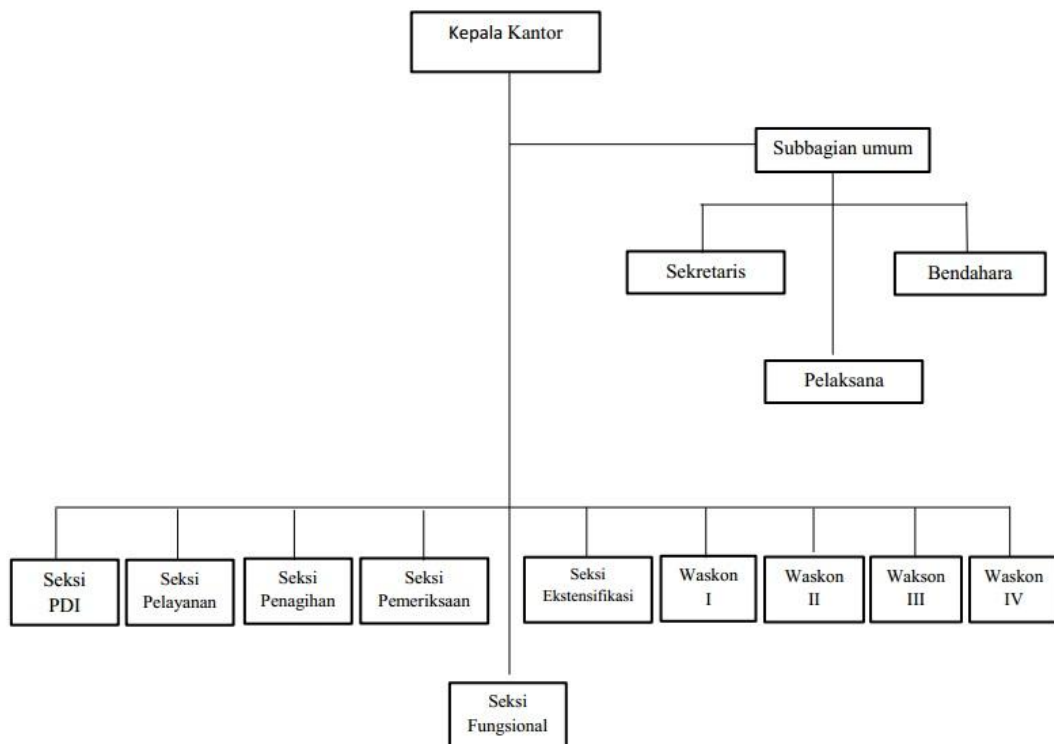 Kepala Kantor
Subbagian umum
Sekretaris
Bendahara
Pelaksana
Seksi
PDI
Seksi
Pelayanan
Seksi
Penagihan
Seksi
Pemeriksaan
Seksi
Ekstensifikasi
Waskon
I
Waskon
II
Wakson
III
Waskon
IV
Seksi
Fungsional